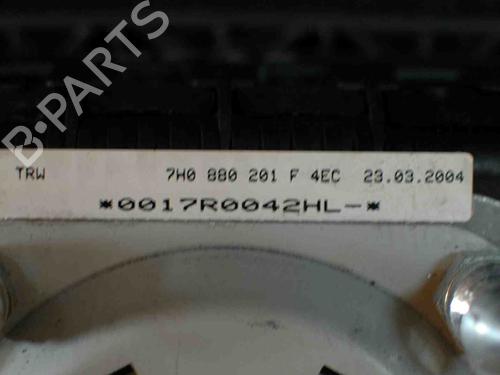 B-PARTS
TRW 7H0 880 201 F 4EC 23.03.2004
*0017R0042HL-*